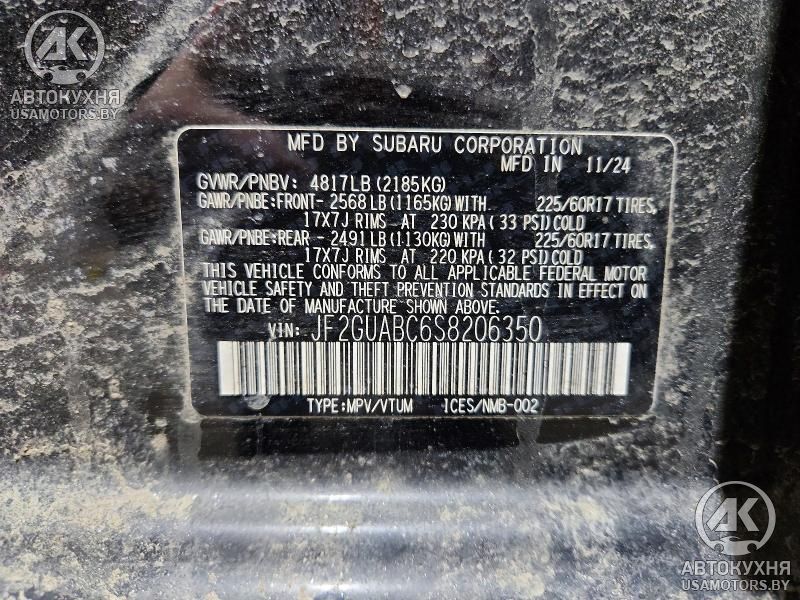 AK
АВТОКУХНЯ
USAMOTORS.BY
MFD BY SUBARU CORPORATION
MFD IN 11/24
GVWR/PNBV: 4817LB (2185KG)
GAWR/PNBE:FRONT- 2568 LB (1165KG) WITH 225/60R17 TIRES,
17X7J RIMS AT 230 KPA (33 PSI) COLD
GAWR/PNBE:REAR - 2491 LB (1130KG) WITH 225/60R17 TIRES,
17X7J RIMS AT 220 KPA (32 PSI) COLD
THIS VEHICLE CONFORMS TO ALL APPLICABLE FEDERAL MOTOR
VEHICLE SAFETY AND THEFT PREVENTION STANDARDS IN EFFECT ON
THE DATE OF MANUFACTURE SHOWN ABOVE.
VIN: JF2GUABC6S8206350
TYPE:MPV/VTUM ICES/NMB-002
AK
АВТОКУХНЯ
USAMOTORS.BY